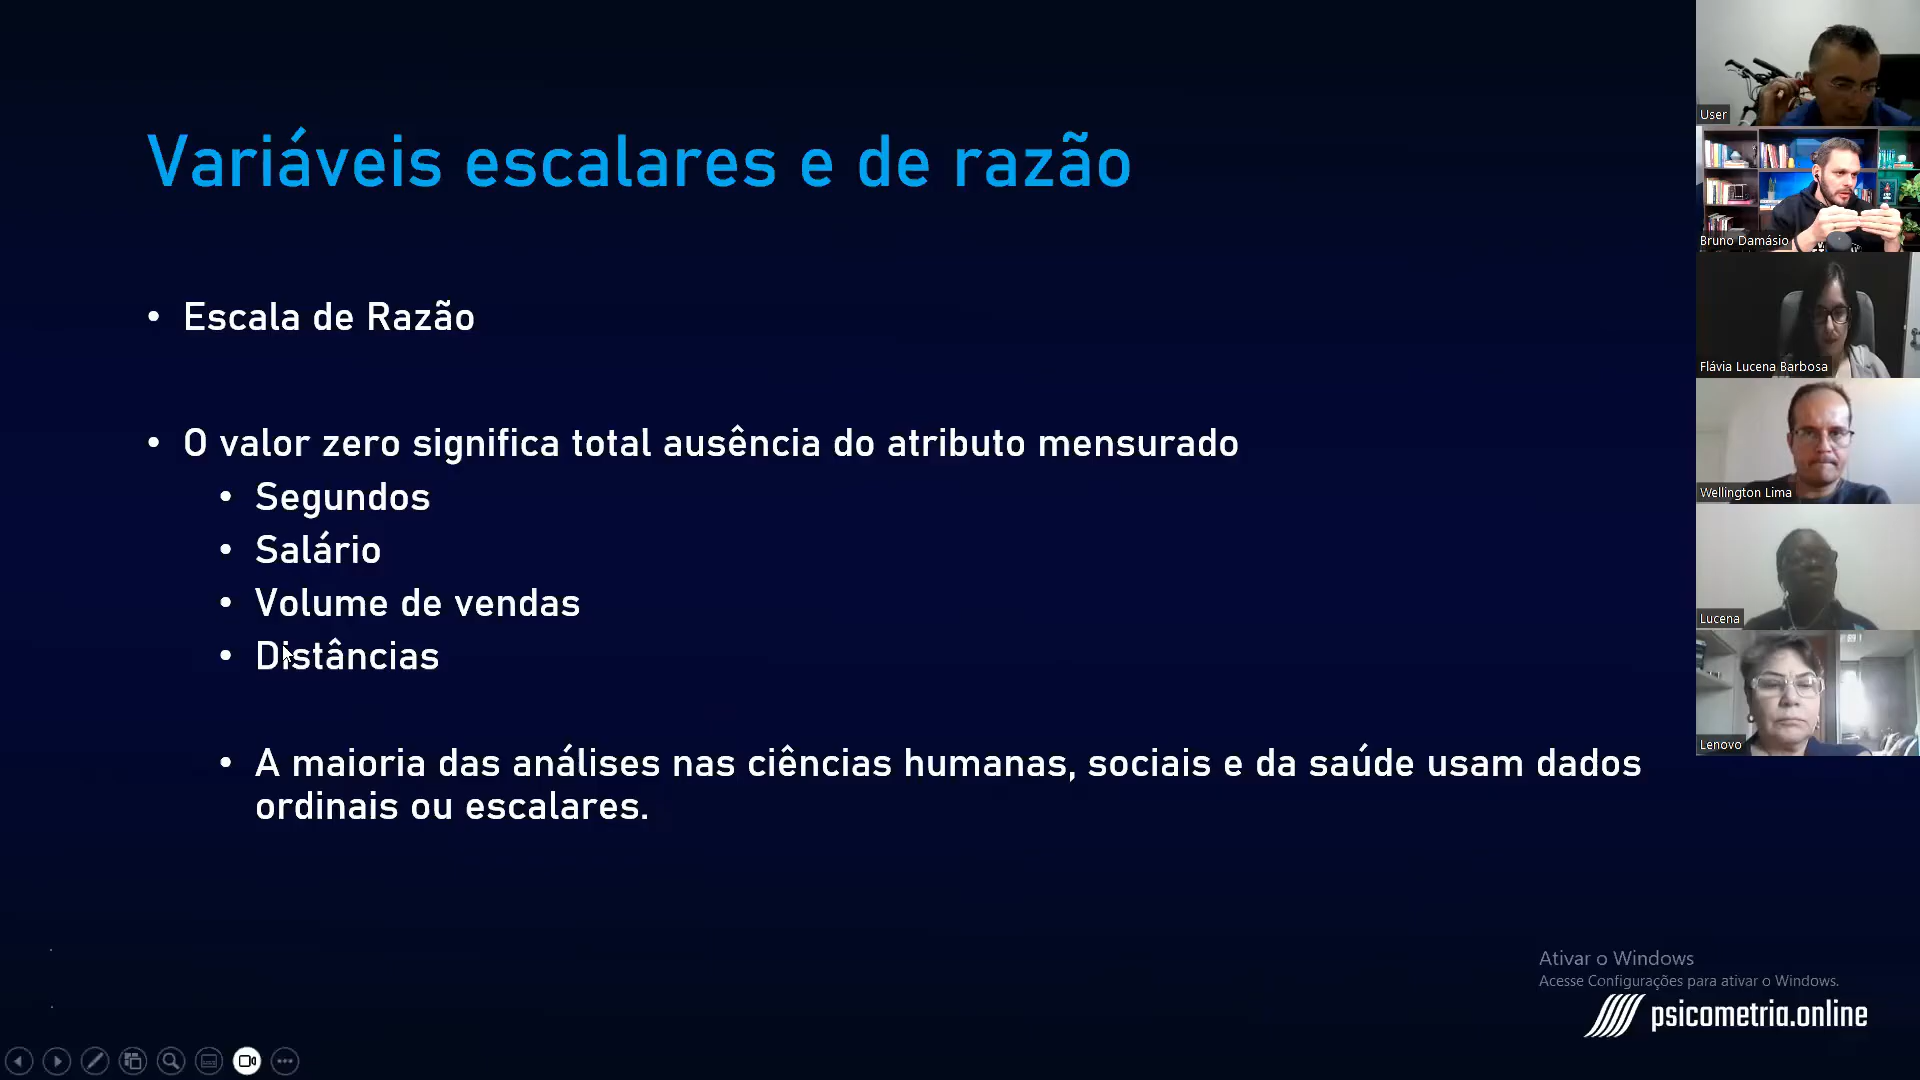 Variáveis escalares e de razão
• Escala de Razão
• O valor zero significa total ausência do atributo mensurado
• Segundos
• Salário
• Volume de vendas
• Distâncias
• A maioria das análises nas ciências humanas, sociais e da saúde usam dados
ordinais ou escalares.
User
Bruno Damásio
Flávia Lucena Barbosa
Wellington Lima
Lucena
Lenovo
Ativar o Windows
Acesse Configurações para ativar o Windows.
psicometria.online